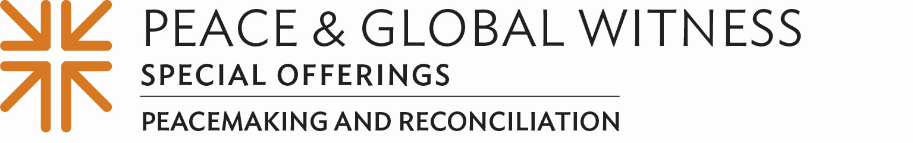 PEACE & GLOBAL WITNESS
SPECIAL OFFERINGS
PEACEMAKING AND RECONCILIATION